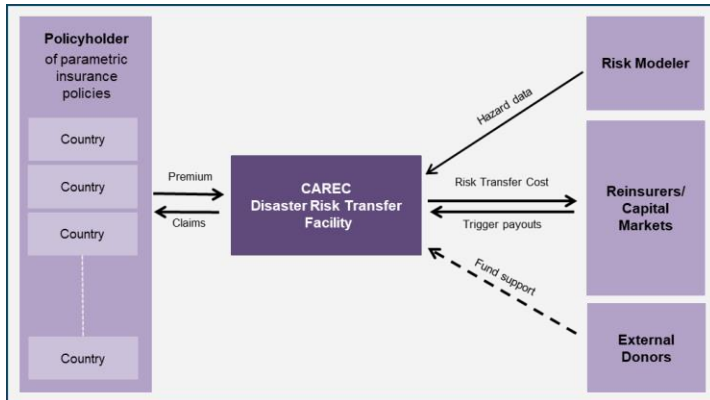 Policyholder
of parametric
insurance
policies
Country
Country
Country
Country
Premium
Claims
CAREC
Disaster Risk Transfer
Facility
Hazard data
Risk Transfer Cost
Trigger payouts
Fund support
Risk Modeler
Reinsurers/
Capital
Markets
External
Donors